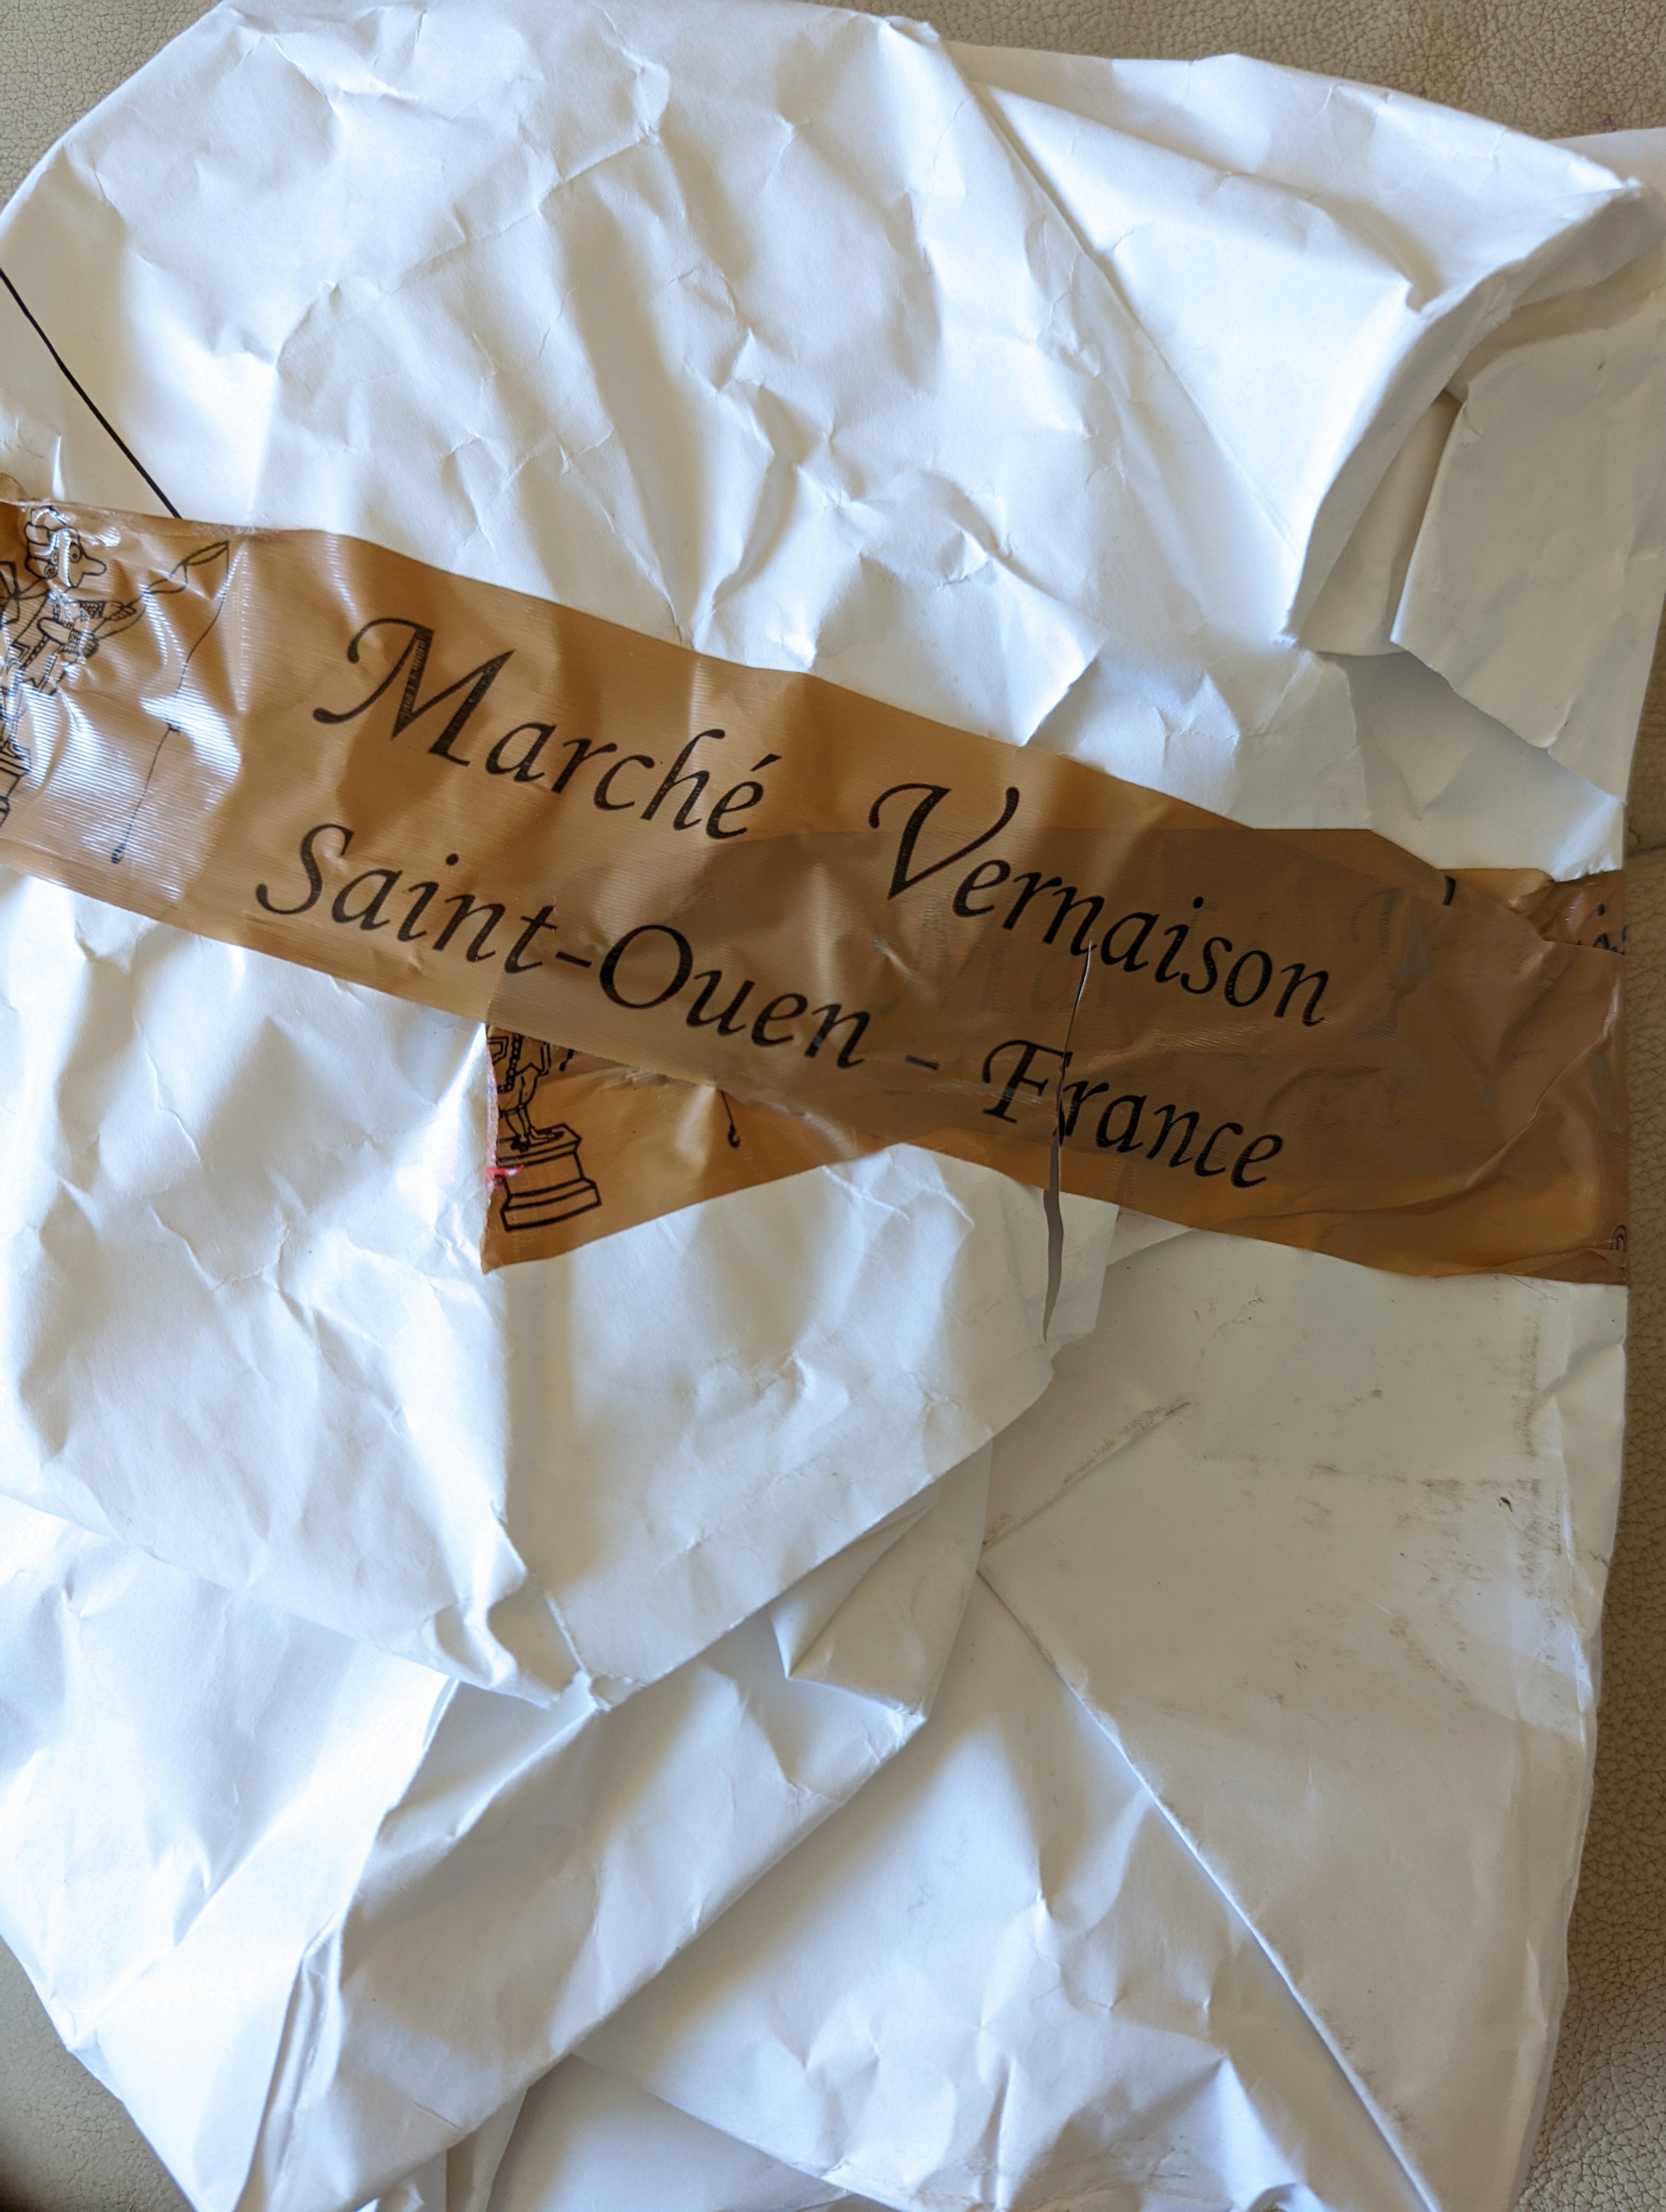 Marché Vernaison
Saint-Ouen - France